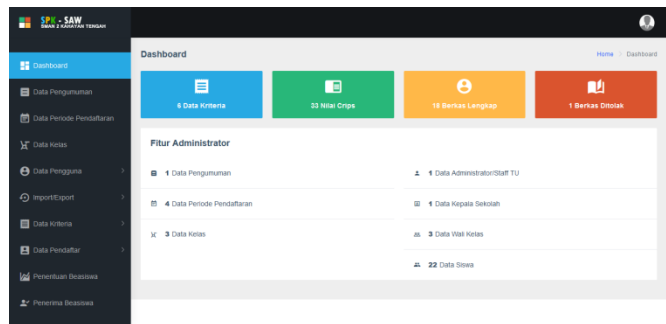 SPK - SAW
SMAN 2 KAHAYAN TENGAH
Dashboard
Data Pengumuman
Data Periode Pendaftaran
Data Kelas
Data Pengguna
Import/Export
Data Kriteria
Data Pendaftar
Penentuan Beasiswa
Penerima Beasiswa
Dashboard
Home Dashboard
6 Data Kriteria
33 Nilai Crips
18 Berkas Lengkap
1 Berkas Ditolak
Fitur Administrator
1 Data Pengumuman
1 Data Administrator/Staff TU
4 Data Periode Pendaftaran
1 Data Kepala Sekolah
3 Data Kelas
3 Data Wali Kelas
22 Data Siswa